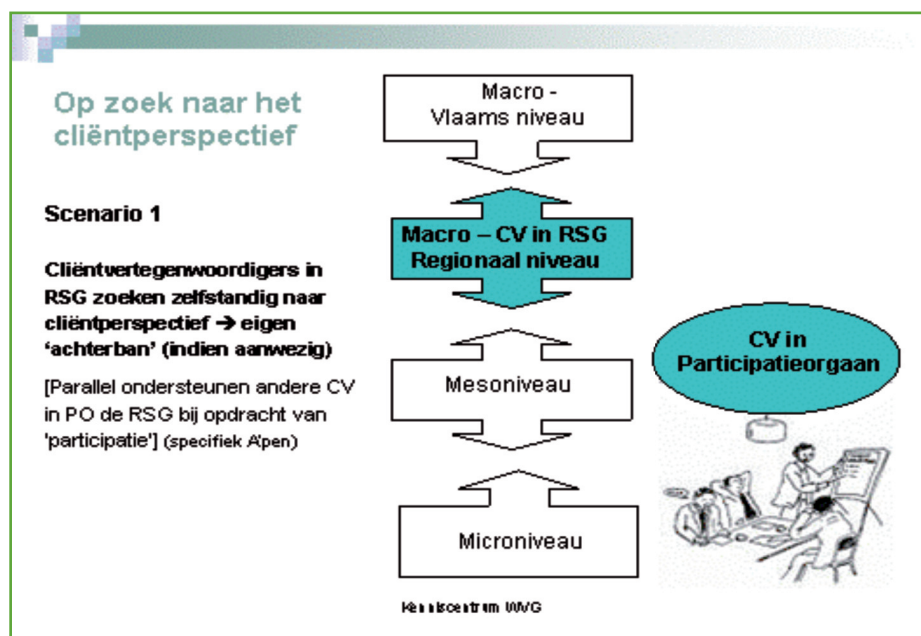 Op zoek naar het
cliëntperspectief
Scenario 1
Cliëntvertegenwoordigers in
RSG zoeken zelfstandig naar
cliëntperspectief → eigen
‘achterban’ (indien aanwezig)
[Parallel ondersteunen andere CV
in PO de RSG bij opdracht van
'participatie'] (specifiek A'pen)
Macro -
Vlaams niveau
Macro – CV in RSG
Regionaal niveau
Mesoniveau
Microniveau
CV in
Participatieorgaan
Kenniscentrum WVG